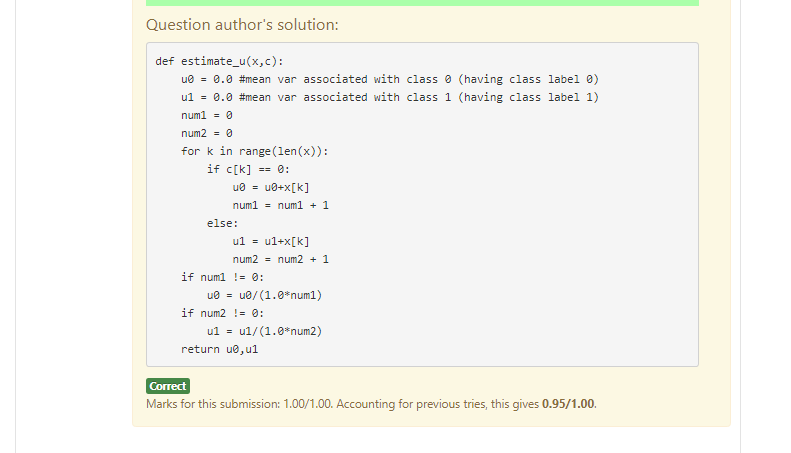 Question author's solution:
def estimate_u(x,c):
    u0 = 0.0 #mean var associated with class 0 (having class label 0)
    u1 = 0.0 #mean var associated with class 1 (having class label 1)
    num1 = 0
    num2 = 0
    for k in range(len(x)):
        if c[k] == 0:
            u0 = u0+x[k]
            num1 = num1 + 1
        else:
            u1 = u1+x[k]
            num2 = num2 + 1
    if num1 != 0:
        u0 = u0/(1.0*num1)
    if num2 != 0:
        u1 = u1/(1.0*num2)
    return u0,u1
Correct
Marks for this submission: 1.00/1.00. Accounting for previous tries, this gives 0.95/1.00.